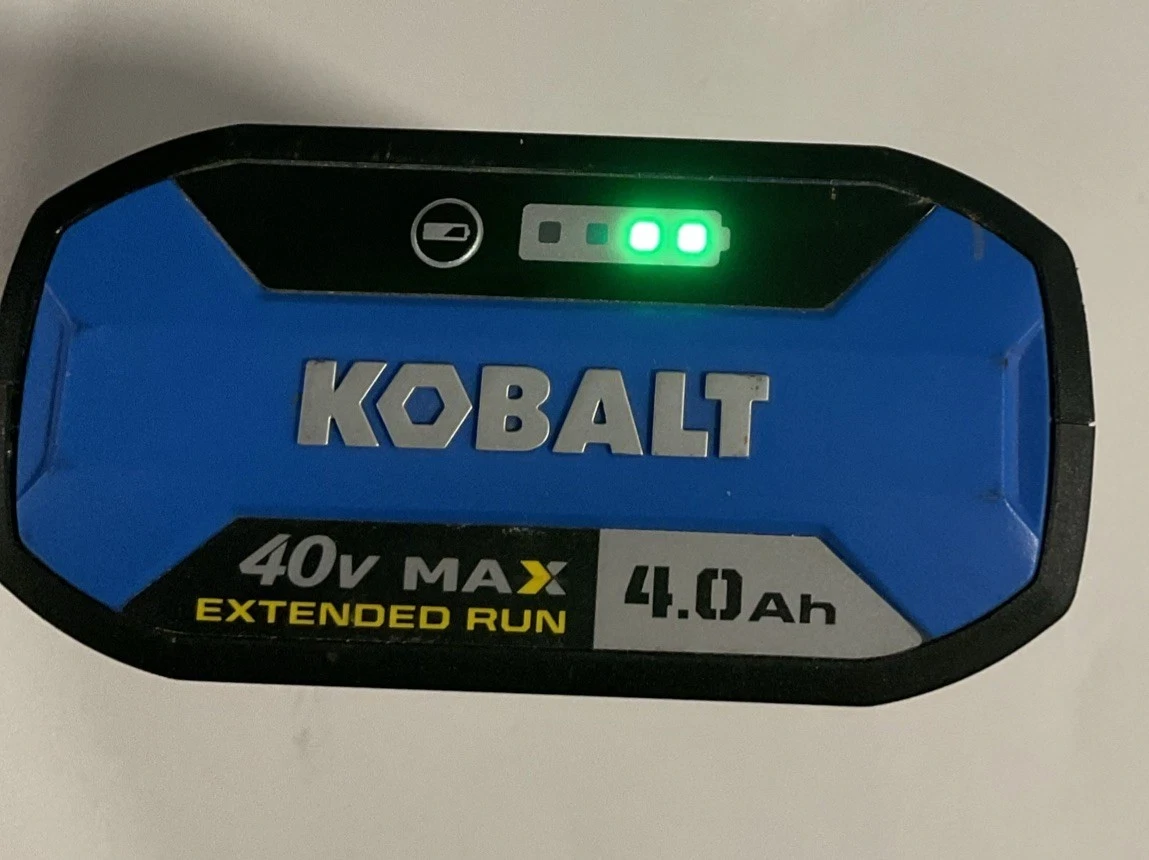 KOBALT
40V MAX
EXTENDED RUN
4.0Ah